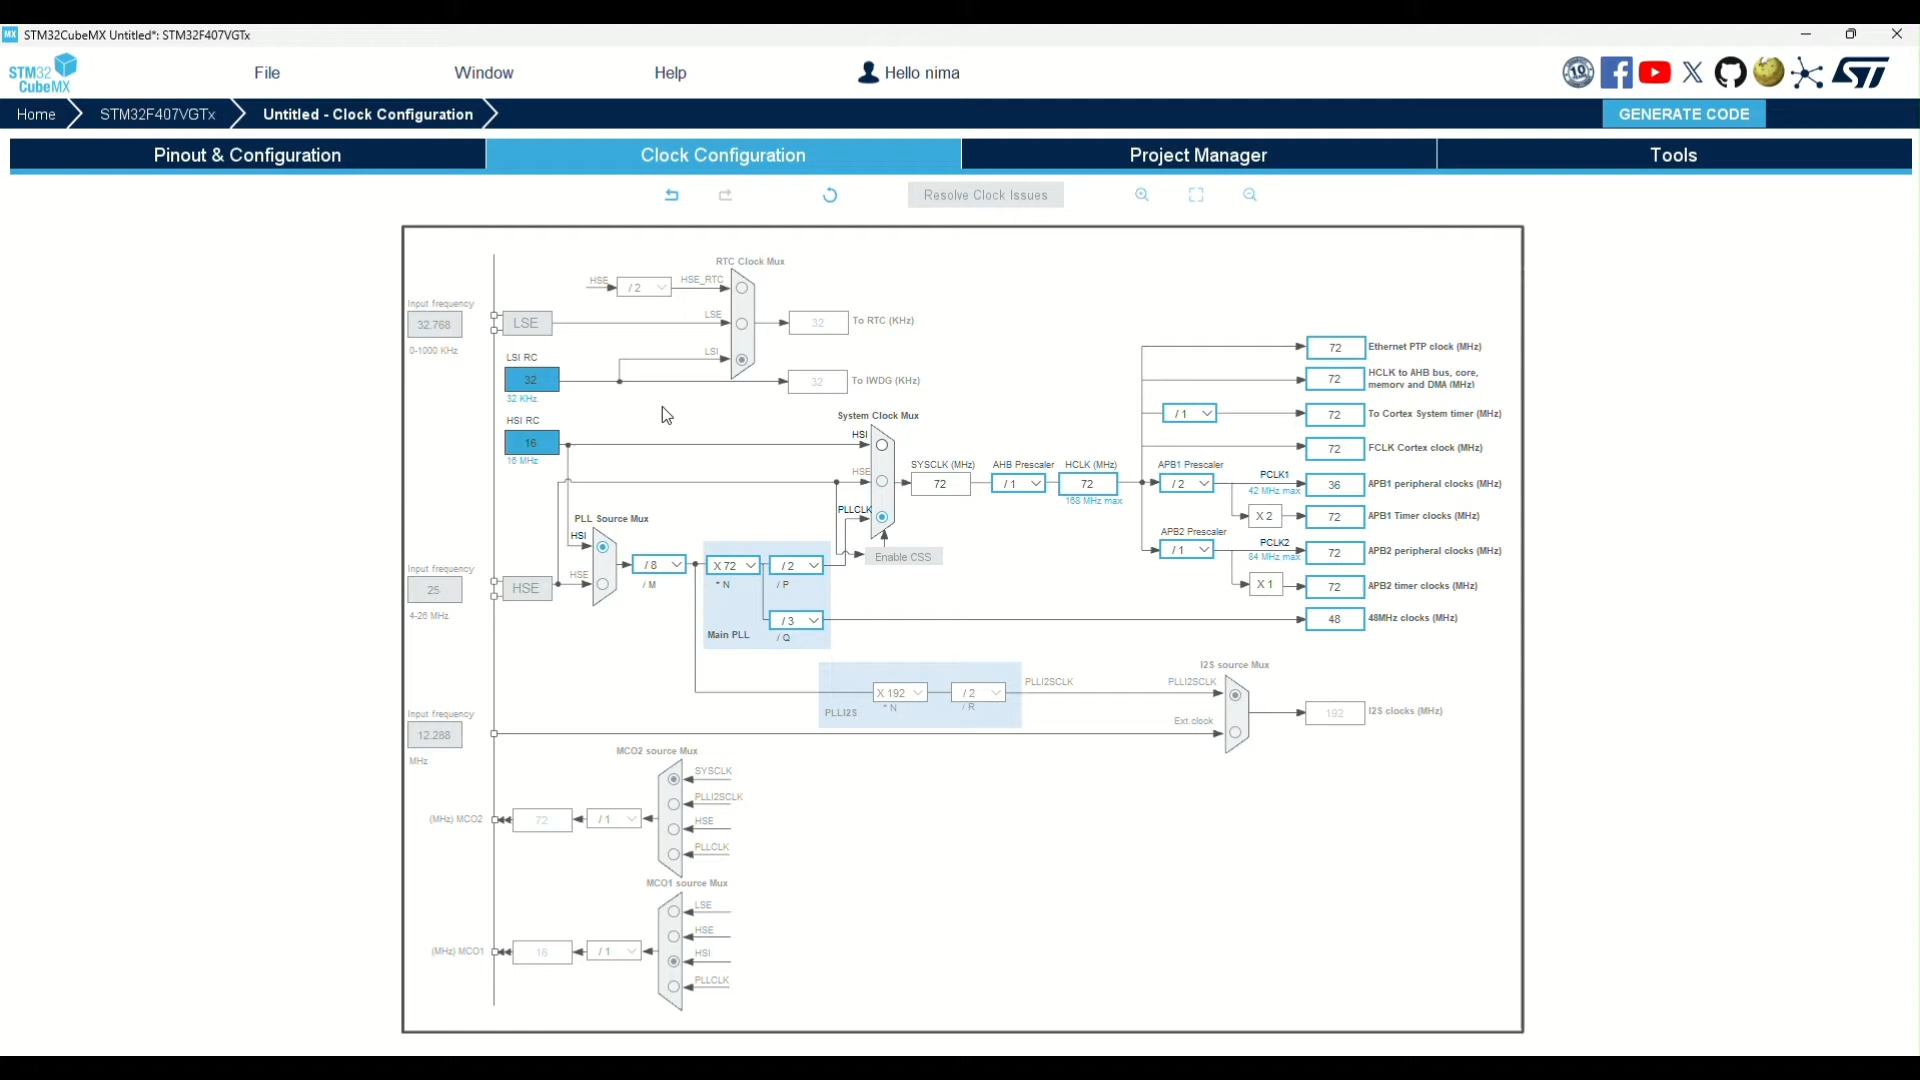 MX STM32CubeMX Untitled*: STM32F407VGTx
STM32 CubeMX
File Window Help Hello nima
10
Home STM32F407VGTx Untitled - Clock Configuration GENERATE CODE
Pinout & Configuration Clock Configuration Project Manager Tools
Resolve Clock Issues
RTC Clock Mux
HSE /2 HSE_RTC
Input frequency
32.768 LSE LSE 32 To RTC (KHz)
0-1000 KHz
LSI RC LSI
32 32 To IWDG (KHz)
32 KHz
HSI RC
16
16 MHz
System Clock Mux
HSI
HSE
PLLCLK
Enable CSS
SYSCLK (MHz) AHB Prescaler HCLK (MHz)
72 /1 72
168 MHz max
72 Ethernet PTP clock (MHz)
72 HCLK to AHB bus, core,
memory and DMA (MHz)
/1 72 To Cortex System timer (MHz)
72 FCLK Cortex clock (MHz)
APB1 Prescaler PCLK1
/2 42 MHz max 36 APB1 peripheral clocks (MHz)
X 2 72 APB1 Timer clocks (MHz)
APB2 Prescaler PCLK2
/1 84 MHz max 72 APB2 peripheral clocks (MHz)
X 1 72 APB2 timer clocks (MHz)
48 48MHz clocks (MHz)
PLL Source Mux
HSI
HSE
Input frequency
25 HSE
4-26 MHz
/8
/ M
X 72 /2
* N / P
/3
Main PLL / Q
X 192 /2 PLLI2SCLK
PLLI2S * N / R
I2S source Mux
PLLI2SCLK
Ext.clock
192 I2S clocks (MHz)
Input frequency
12.288
MHz
MCO2 source Mux
SYSCLK
PLLI2SCLK
HSE
PLLCLK
(MHz) MCO2 72 /1
MCO1 source Mux
LSE
HSE
HSI
PLLCLK
(MHz) MCO1 16 /1